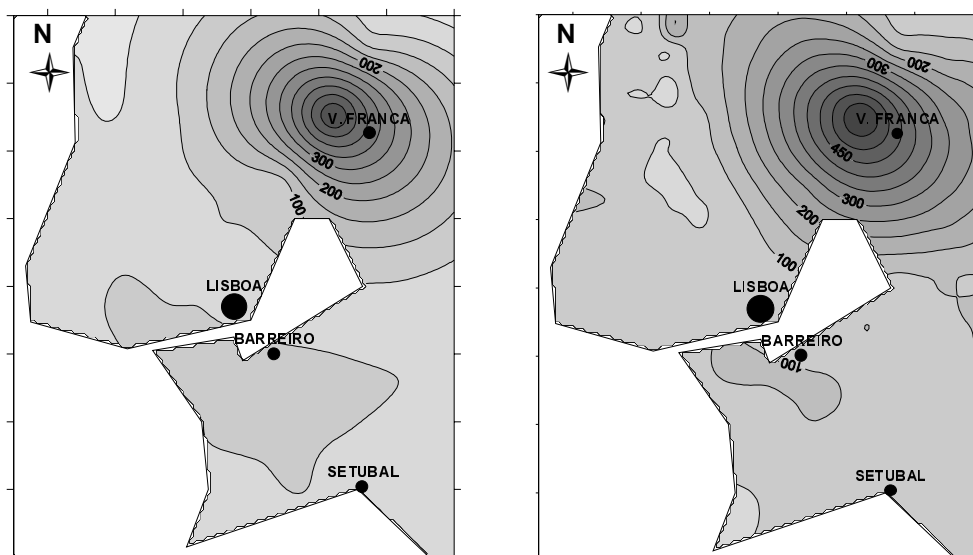 N
200
V. FRANCA
300
200
100
LISBOA
BARREIRO
SETUBAL
N
300
200
V. FRANCA
450
300
200
100
LISBOA
BARREIRO
100
SETUBAL